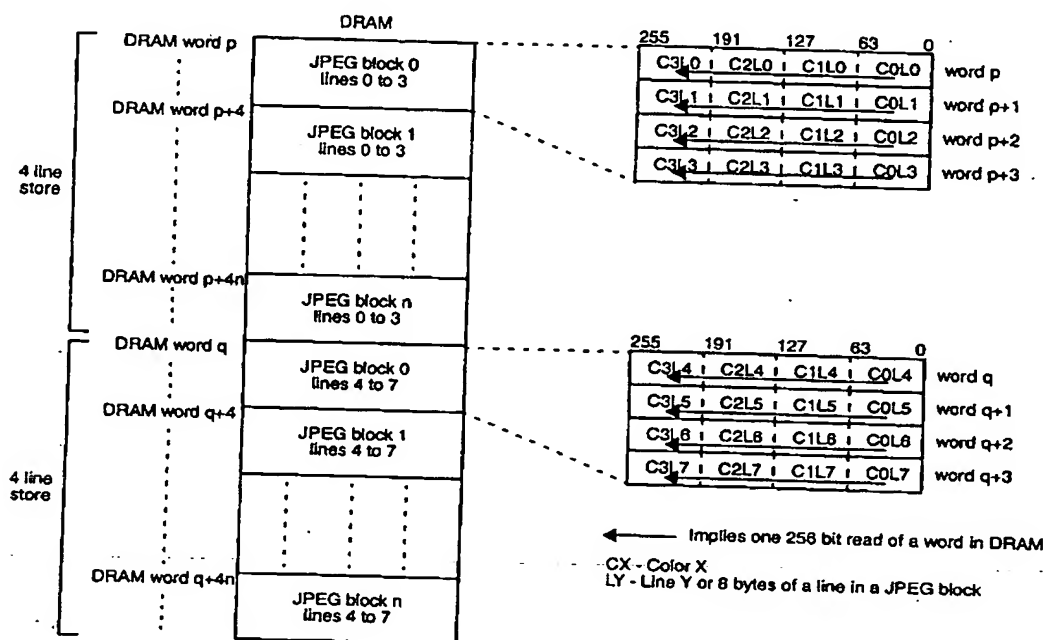 DRAM
DRAM word p
JPEG block 0
lines 0 to 3
DRAM word p+4
JPEG block 1
lines 0 to 3
4 line
store
DRAM word p+4n
JPEG block n
lines 0 to 3
255 191 127 63 0
C3L0 C2L0 C1L0 C0L0 word p
C3L1 C2L1 C1L1 C0L1 word p+1
C3L2 C2L2 C1L2 C0L2 word p+2
C3L3 C2L3 C1L3 C0L3 word p+3
DRAM word q
JPEG block 0
lines 4 to 7
DRAM word q+4
JPEG block 1
lines 4 to 7
4 line
store
DRAM word q+4n
JPEG block n
lines 4 to 7
255 191 127 63 0
C3L4 C2L4 C1L4 C0L4 word q
C3L5 C2L5 C1L5 C0L5 word q+1
C3L6 C2L6 C1L6 C0L6 word q+2
C3L7 C2L7 C1L7 C0L7 word q+3
Implies one 256 bit read of a word in DRAM
CX - Color X
LY - Line Y or 8 bytes of a line in a JPEG block